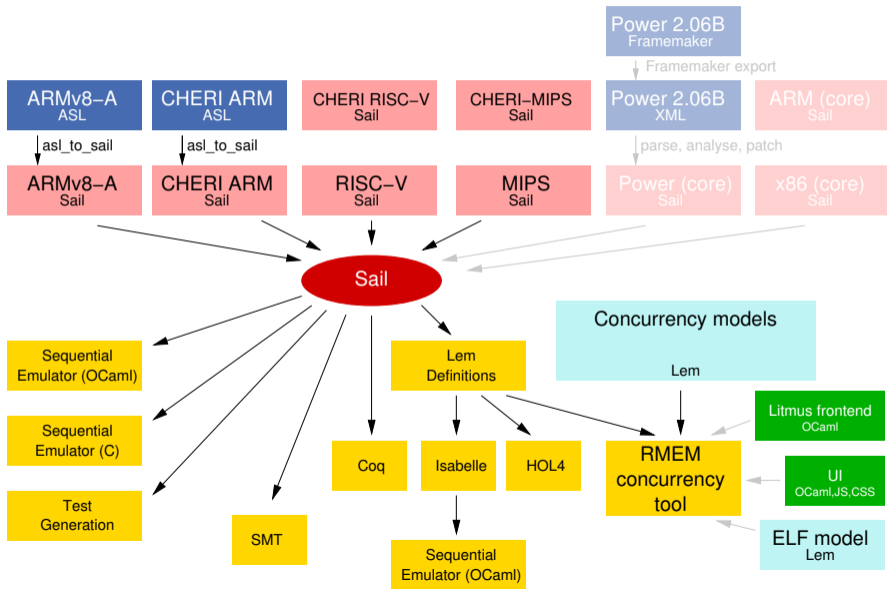 Power 2.06B
Framemaker
Framemaker export
ARMv8−A
ASL
CHERI ARM
ASL
CHERI RISC−V
Sail
CHERI−MIPS
Sail
Power 2.06B
XML
ARM (core)
Sail
asl_to_sail
asl_to_sail
parse, analyse, patch
ARMv8−A
Sail
CHERI ARM
Sail
RISC−V
Sail
MIPS
Sail
Power (core)
Sail
x86 (core)
Sail
Sail
Concurrency models
Lem
Sequential
Emulator (OCaml)
Lem
Definitions
Litmus frontend
OCaml
Sequential
Emulator (C)
Coq
Isabelle
HOL4
RMEM
concurrency
tool
UI
OCaml,JS,CSS
Test
Generation
SMT
ELF model
Lem
Sequential
Emulator (OCaml)